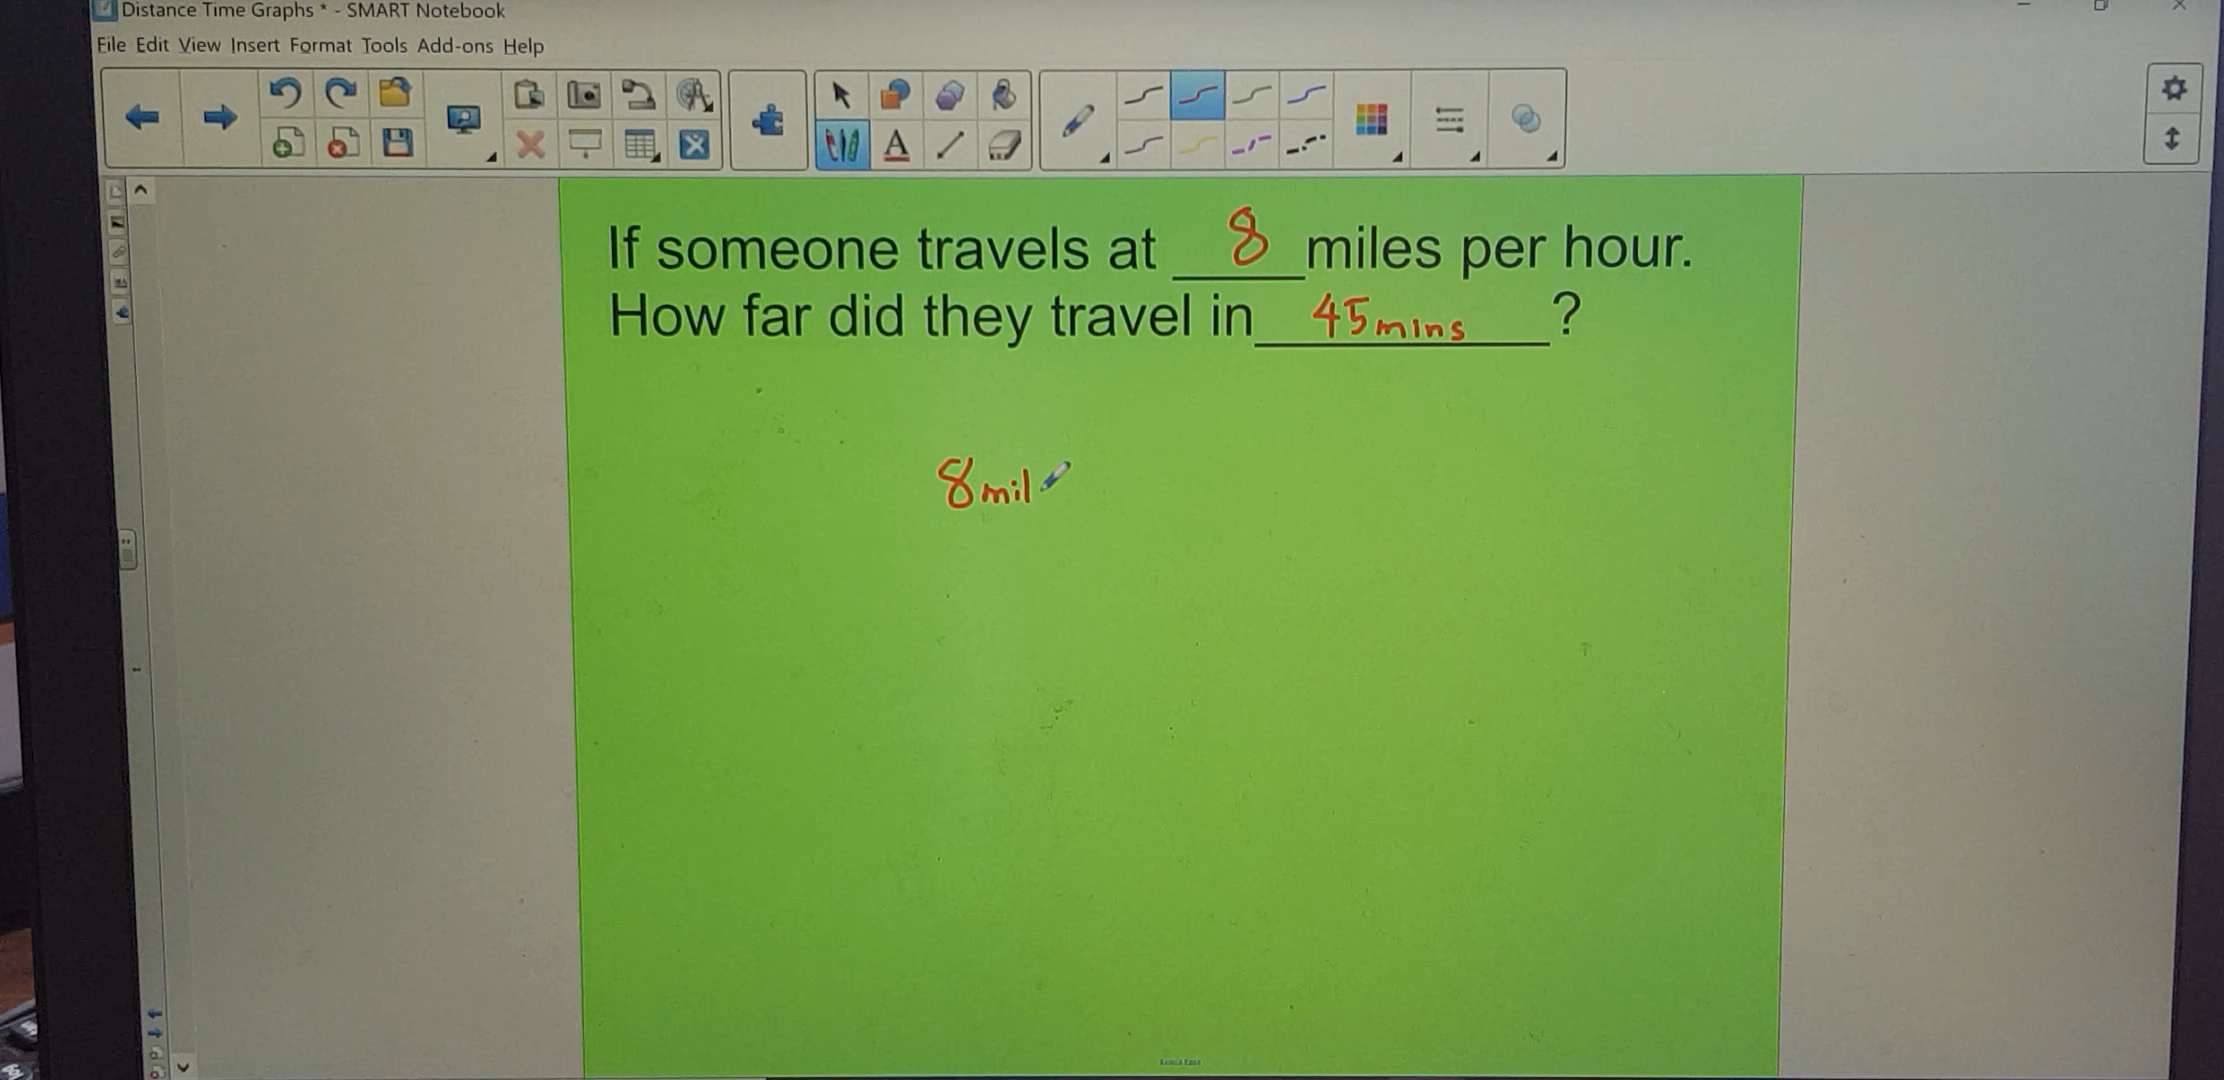 Distance Time Graphs * - SMART Notebook
File Edit View Insert Format Tools Add-ons Help
If someone travels at 8 miles per hour.
How far did they travel in 45mins ?
8mil